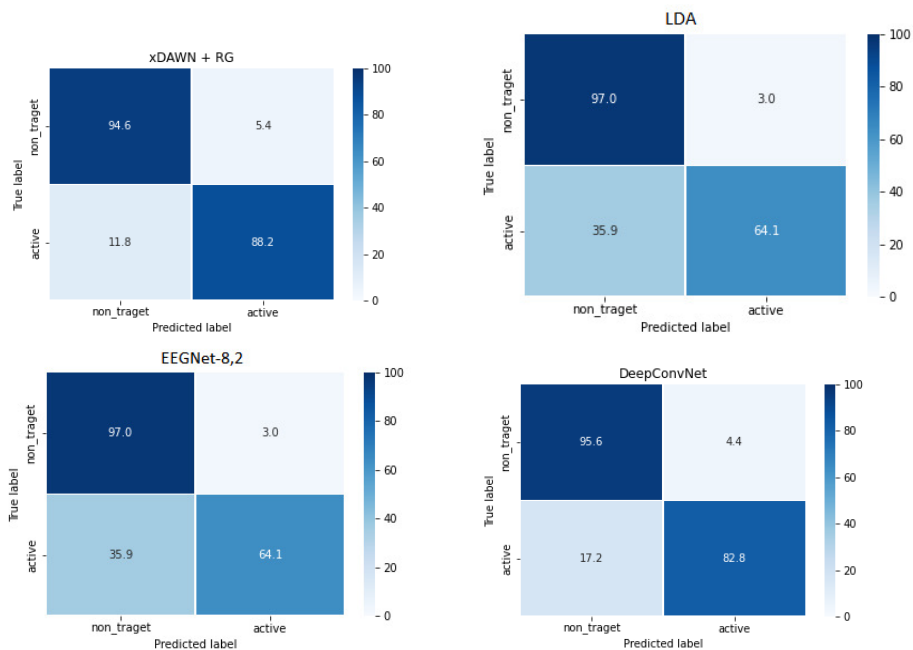 xDAWN + RG
True label
non_traget
active
94.6
5.4
11.8
88.2
non_traget
active
Predicted label
100
80
60
40
20
0
LDA
True label
non_traget
active
97.0
3.0
35.9
64.1
non_traget
active
Predicted label
100
80
60
40
20
0
EEGNet-8,2
True label
non_traget
active
97.0
3.0
35.9
64.1
non_traget
active
Predicted label
100
80
60
40
20
0
DeepConvNet
True label
non_traget
active
95.6
4.4
17.2
82.8
non_traget
active
Predicted label
100
80
60
40
20
0